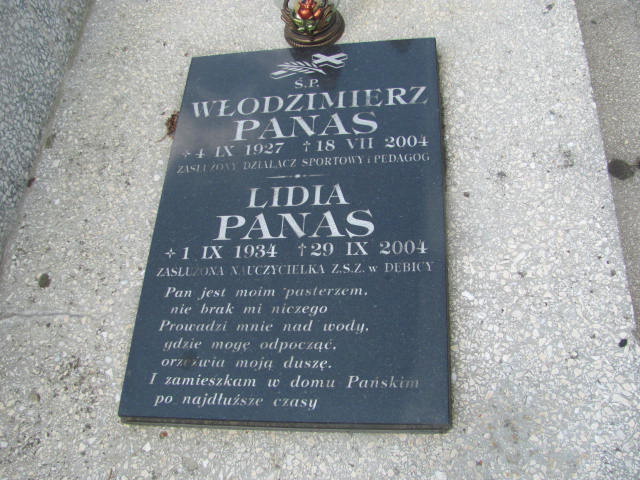 Ś.P.
WŁODZIMIERZ
PANAS
4 IX 1927 †18 VII 2004
ZASŁUŻONY DZIAŁACZ SPORTOWY i PEDAGOG
LIDIA
PANAS
1 IX 1934 †29 IX 2004
ZASŁUŻONA NAUCZYCIELKA Z.S.Z. w DĘBICY
Pan jest moim pasterzem,
nie brak mi niczego
Prowadzi mnie nad wody,
gdzie mogę odpocząć,
orzeźwia moją duszę.
I zamieszkam w domu Pańskim
po najdłuższe czasy